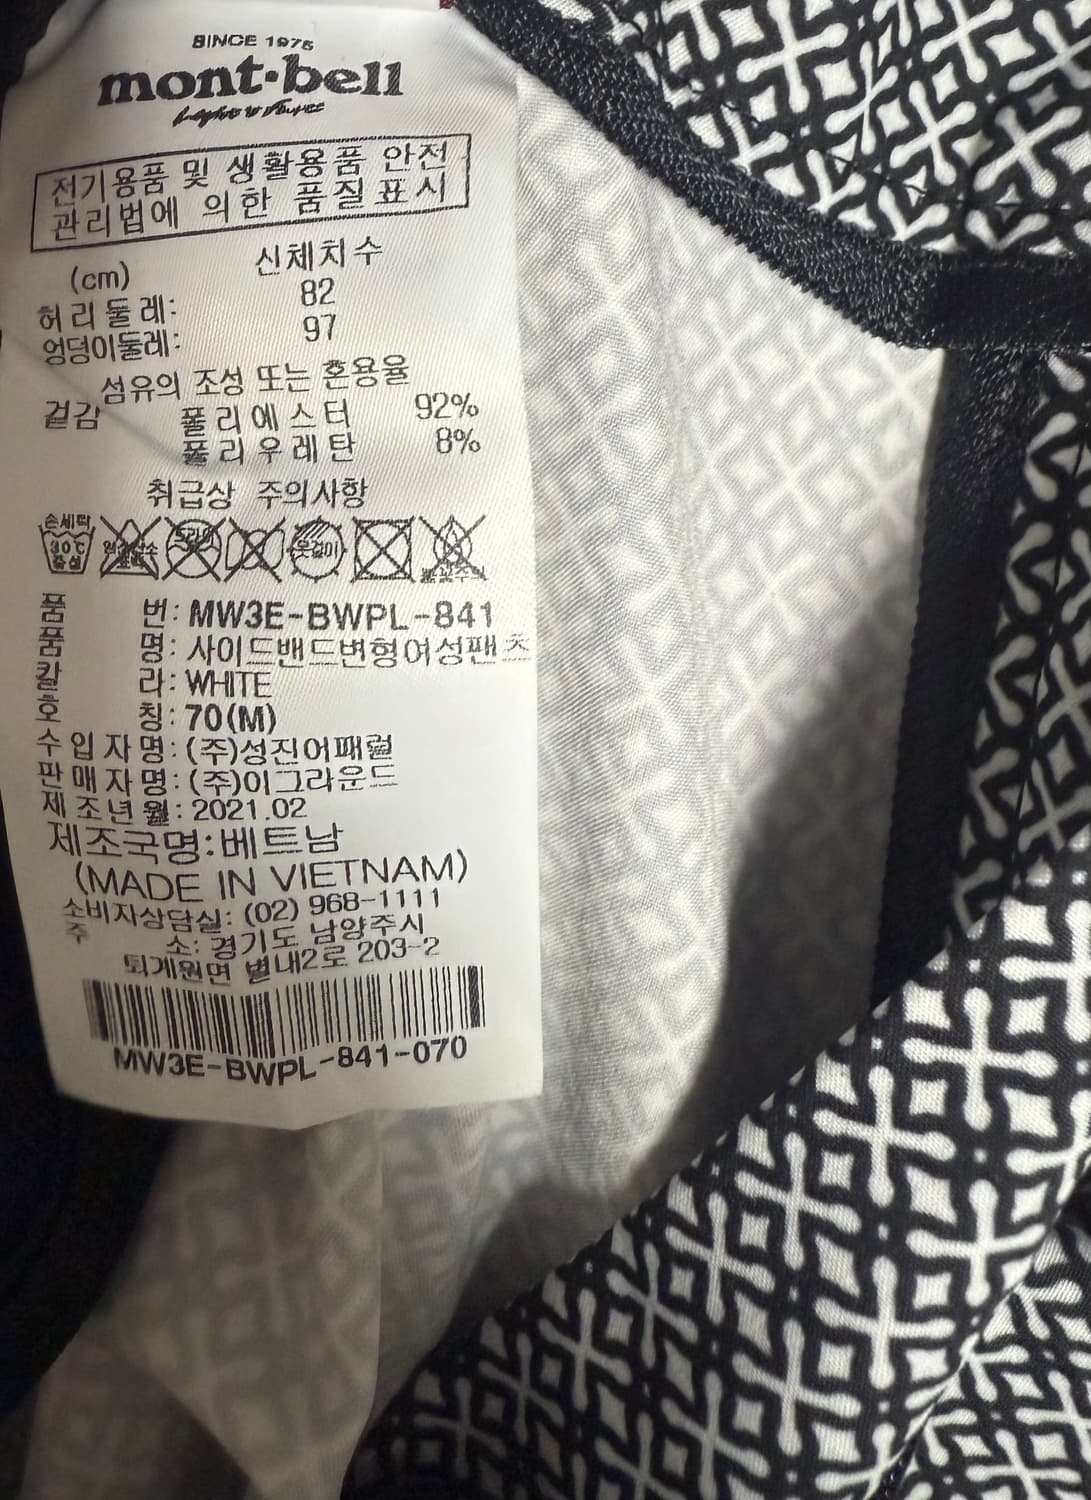 SINCE 1975
mont·bell
전기용품 및 생활용품 안전
관리법에 의한 품질표시
(cm) 신체치수
허리둘레: 82
엉덩이둘레: 97
섬유의 조성 또는 혼용율
겉감 폴리에스터 92%
폴리우레탄 8%
취급상 주의사항
손세탁
30℃
중성
드라이
옷걸이
품 번: MW3E-BWPL-841
품 명: 사이드밴드변형여성팬츠
칼 라: WHITE
호 칭: 70(M)
수입자명: (주)성진어패럴
판매자명: (주)이그라운드
제조년월: 2021.02
제조국명: 베트남
(MADE IN VIETNAM)
소비자상담실: (02) 968-1111
주 소: 경기도 남양주시
퇴계원면 별내2로 203-2
MW3E-BWPL-841-070